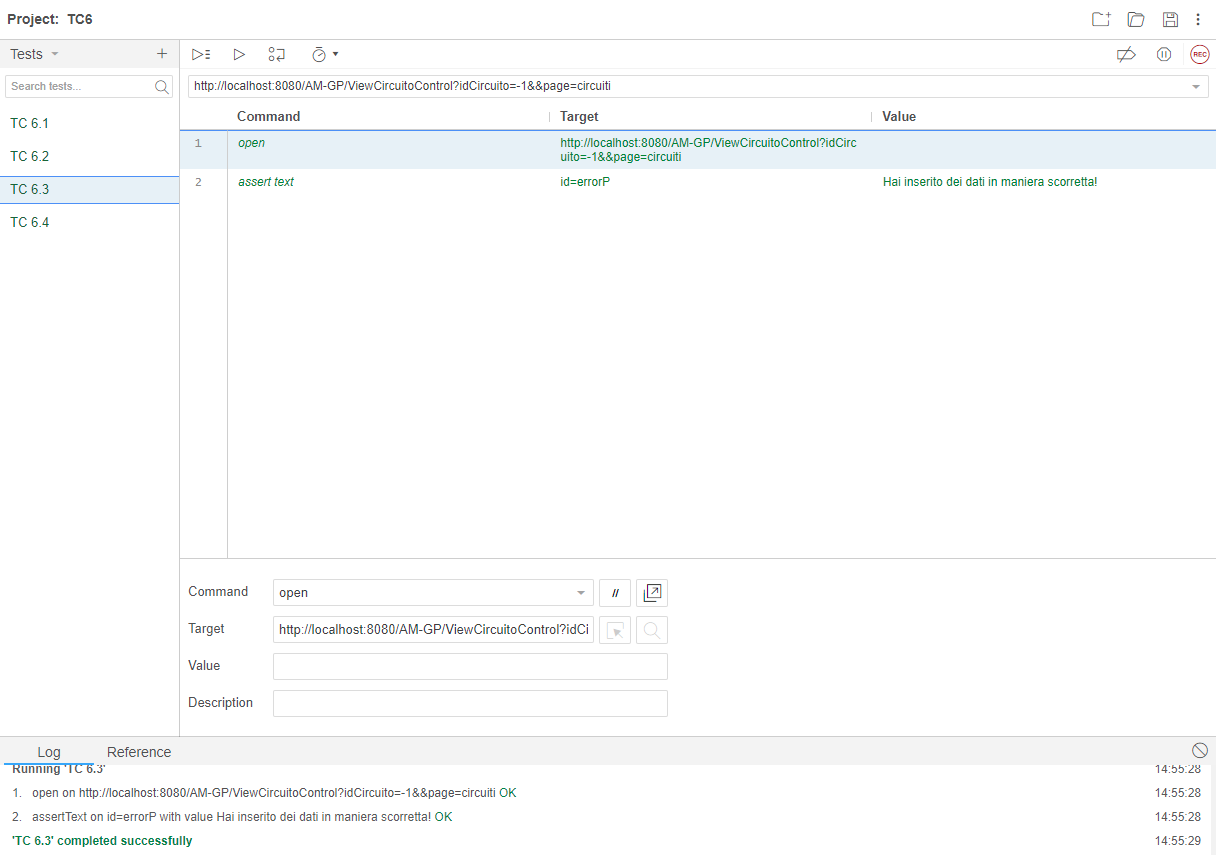 Project: TC6
Tests
+
Search tests...
TC 6.1
TC 6.2
TC 6.3
TC 6.4
REC
http://localhost:8080/AM-GP/ViewCircuitoControl?idCircuito=-1&&page=circuiti
Command Target Value
1 open http://localhost:8080/AM-GP/ViewCircuitoControl?idCirc
uito=-1&&page=circuiti
2 assert text id=errorP Hai inserito dei dati in maniera scorretta!
Command open //
Target http://localhost:8080/AM-GP/ViewCircuitoControl?idCi
Value
Description
Log Reference
Running 'TC 6.3' 14:55:28
1. open on http://localhost:8080/AM-GP/ViewCircuitoControl?idCircuito=-1&&page=circuiti OK 14:55:28
2. assertText on id=errorP with value Hai inserito dei dati in maniera scorretta! OK 14:55:28
'TC 6.3' completed successfully 14:55:29